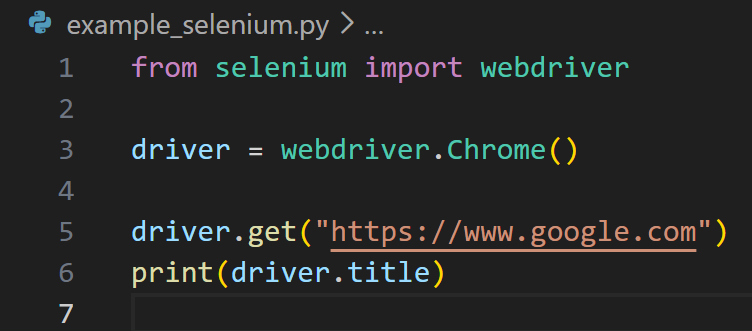 example_selenium.py > ...
1 from selenium import webdriver
2
3 driver = webdriver.Chrome()
4
5 driver.get("https://www.google.com")
6 print(driver.title)
7